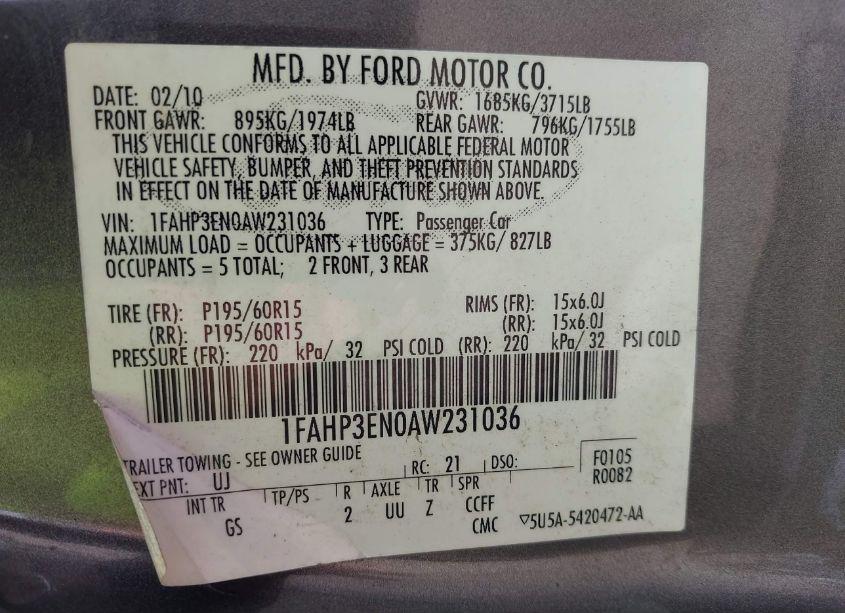 MFD. BY FORD MOTOR CO.
DATE: 02/10 GVWR: 1685KG/3715LB
FRONT GAWR: 895KG/1974LB REAR GAWR: 796KG/1755LB
THIS VEHICLE CONFORMS TO ALL APPLICABLE FEDERAL MOTOR
VEHICLE SAFETY, BUMPER, AND THEFT PREVENTION STANDARDS
IN EFFECT ON THE DATE OF MANUFACTURE SHOWN ABOVE.
VIN: 1FAHP3EN0AW231036 TYPE: Passenger Car
MAXIMUM LOAD = OCCUPANTS + LUGGAGE = 375KG/ 827LB
OCCUPANTS = 5 TOTAL; 2 FRONT, 3 REAR
TIRE (FR): P195/60R15 RIMS (FR): 15x6.0J
(RR): P195/60R15 (RR): 15x6.0J
PRESSURE (FR): 220 kPa/ 32 PSI COLD (RR): 220 kPa/ 32 PSI COLD
1FAHP3EN0AW231036
TRAILER TOWING - SEE OWNER GUIDE
EXT PNT: UJ RC: 21 DSO: F0105
R0082
INT TR TP/PS R AXLE TR SPR
GS 2 UU Z CCFF
CMC ▽5U5A-5420472-AA